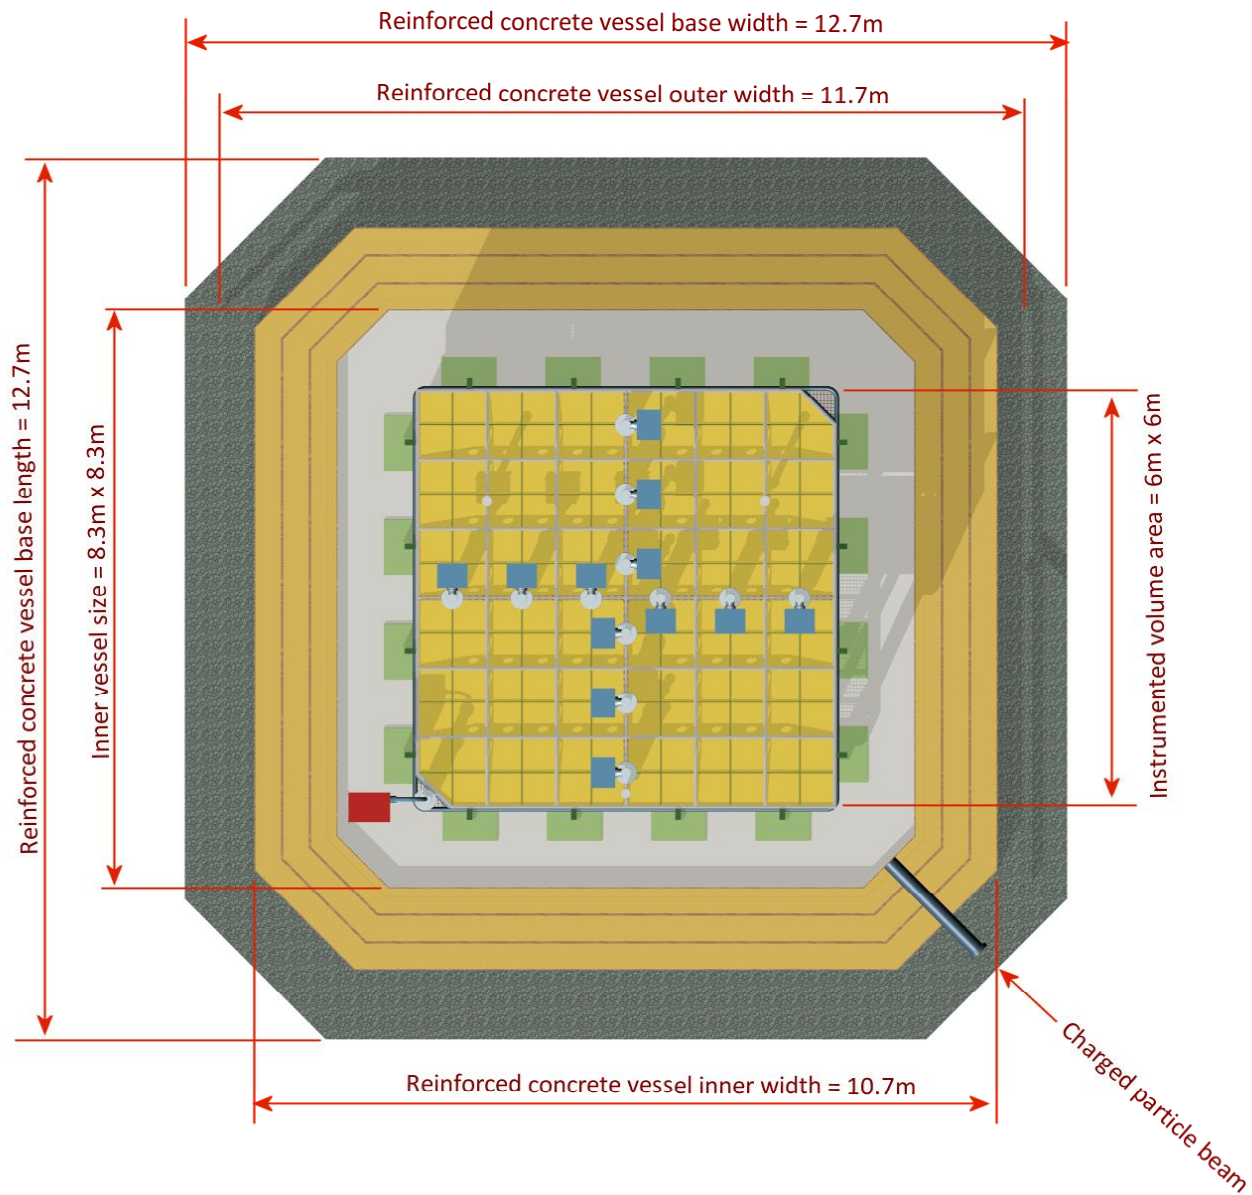 Reinforced concrete vessel base width = 12.7m
Reinforced concrete vessel outer width = 11.7m
Reinforced concrete vessel base length = 12.7m
Inner vessel size = 8.3m x 8.3m
Instrumented volume area = 6m x 6m
Reinforced concrete vessel inner width = 10.7m
Charged particle beam